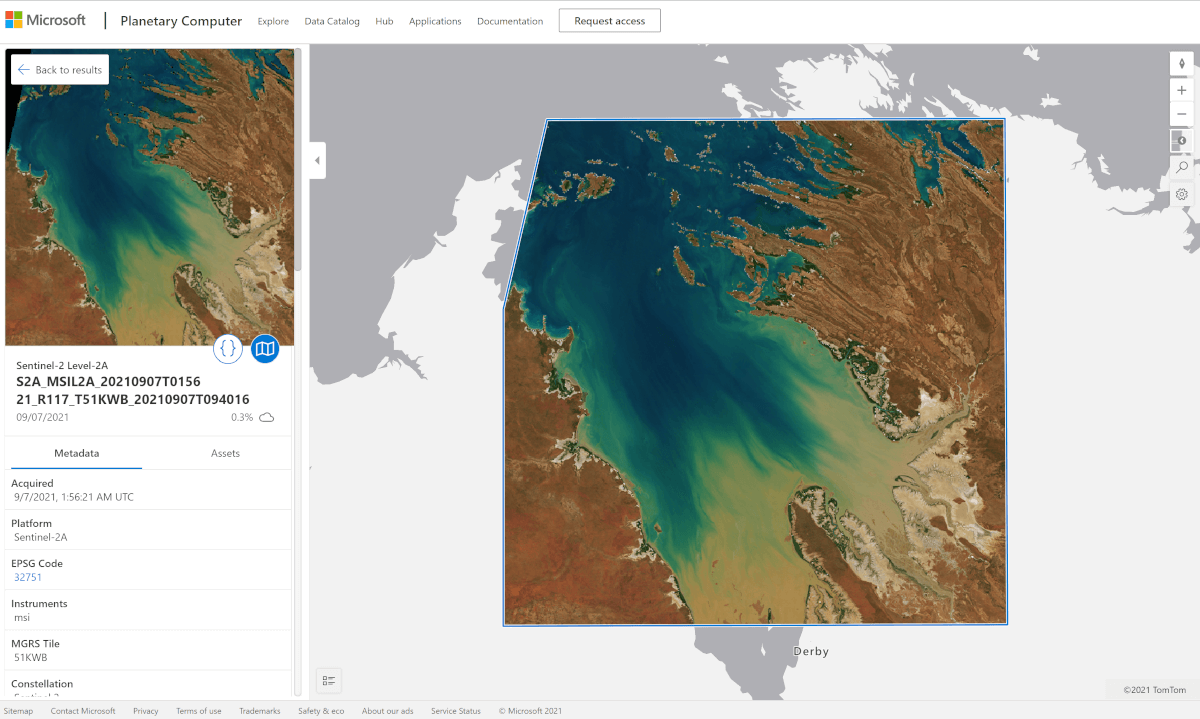 Microsoft
Planetary Computer
Explore
Data Catalog
Hub
Applications
Documentation
Request access
Back to results
Sentinel-2 Level-2A
S2A_MSIL2A_20210907T0156
21_R117_T51KWB_20210907T094016
09/07/2021
0.3%
Metadata
Assets
Acquired
9/7/2021, 1:56:21 AM UTC
Platform
Sentinel-2A
EPSG Code
32751
Instruments
msi
MGRS Tile
51KWB
Constellation
Derby
©2021 TomTom
Sitemap
Contact Microsoft
Privacy
Terms of use
Trademarks
Safety & eco
About our ads
Service Status
© Microsoft 2021